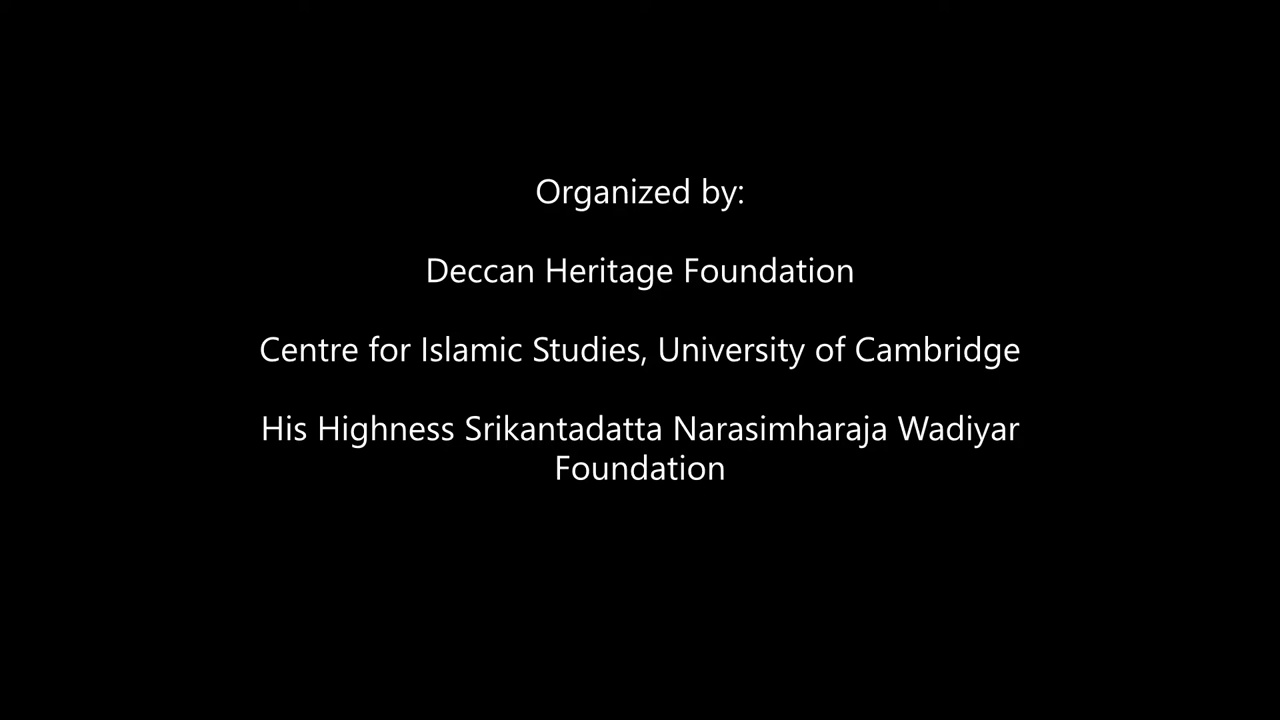 Organized by:
Deccan Heritage Foundation
Centre for Islamic Studies, University of Cambridge
His Highness Srikantadatta Narasimharaja Wadiyar
Foundation